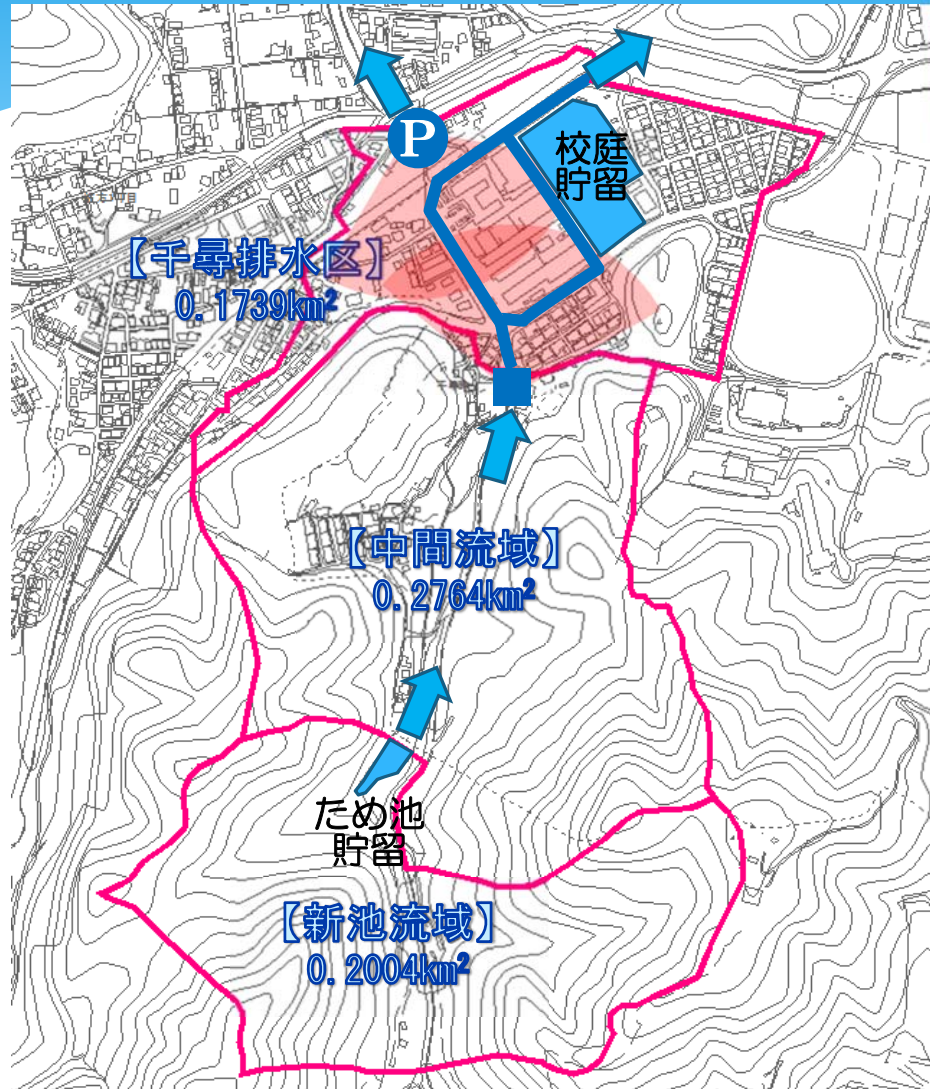 P
校庭
貯留
【千尋排水区】
0.1739km²
【中間流域】
0.2764km²
ため池
貯留
【新池流域】
0.2004km²